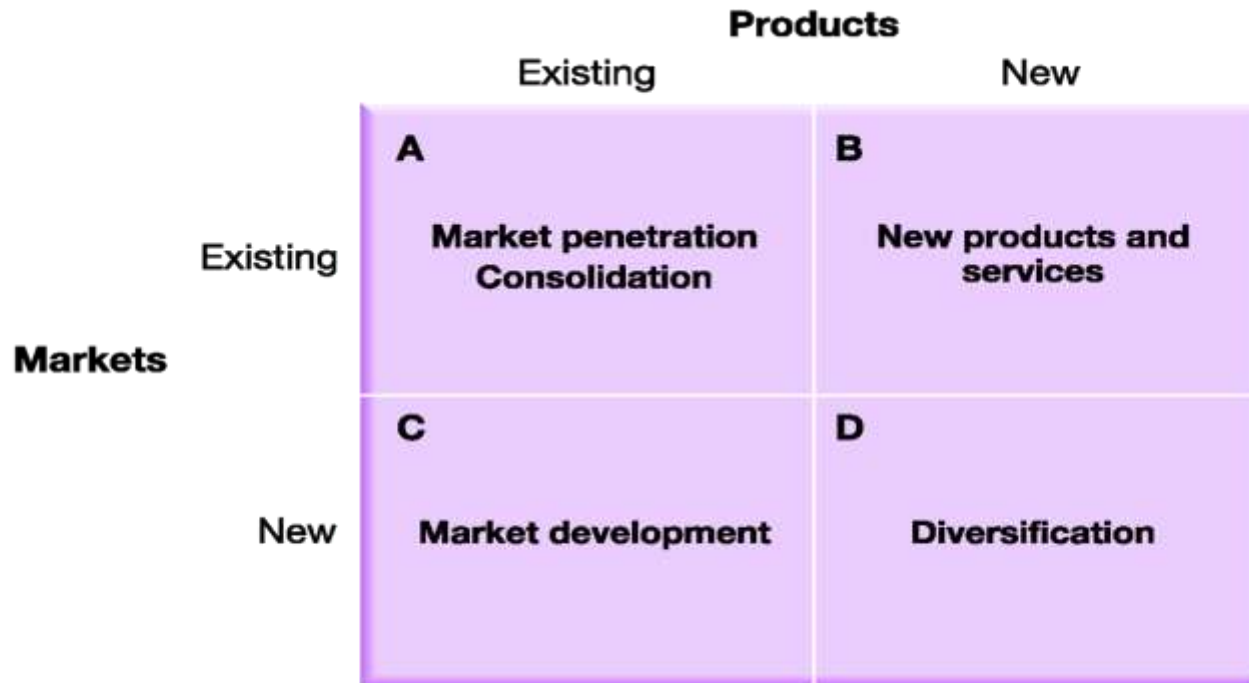 Products
Existing
New
A
B
Existing
Market penetration
Consolidation
New products and
services
Markets
C
D
New
Market development
Diversification